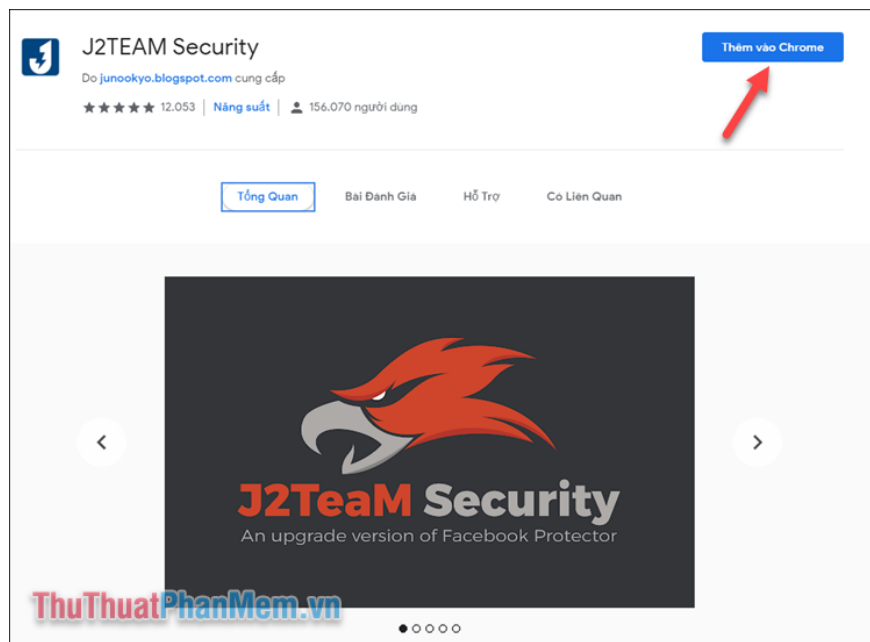 J2TEAM Security
Thêm vào Chrome
Do junookyo.blogspot.com cung cấp
12.053 | Năng suất | 156.070 người dùng
Tổng Quan Bài Đánh Giá Hỗ Trợ Có Liên Quan
J2TeaM Security
An upgrade version of Facebook Protector
ThuThuatPhanMem.vn